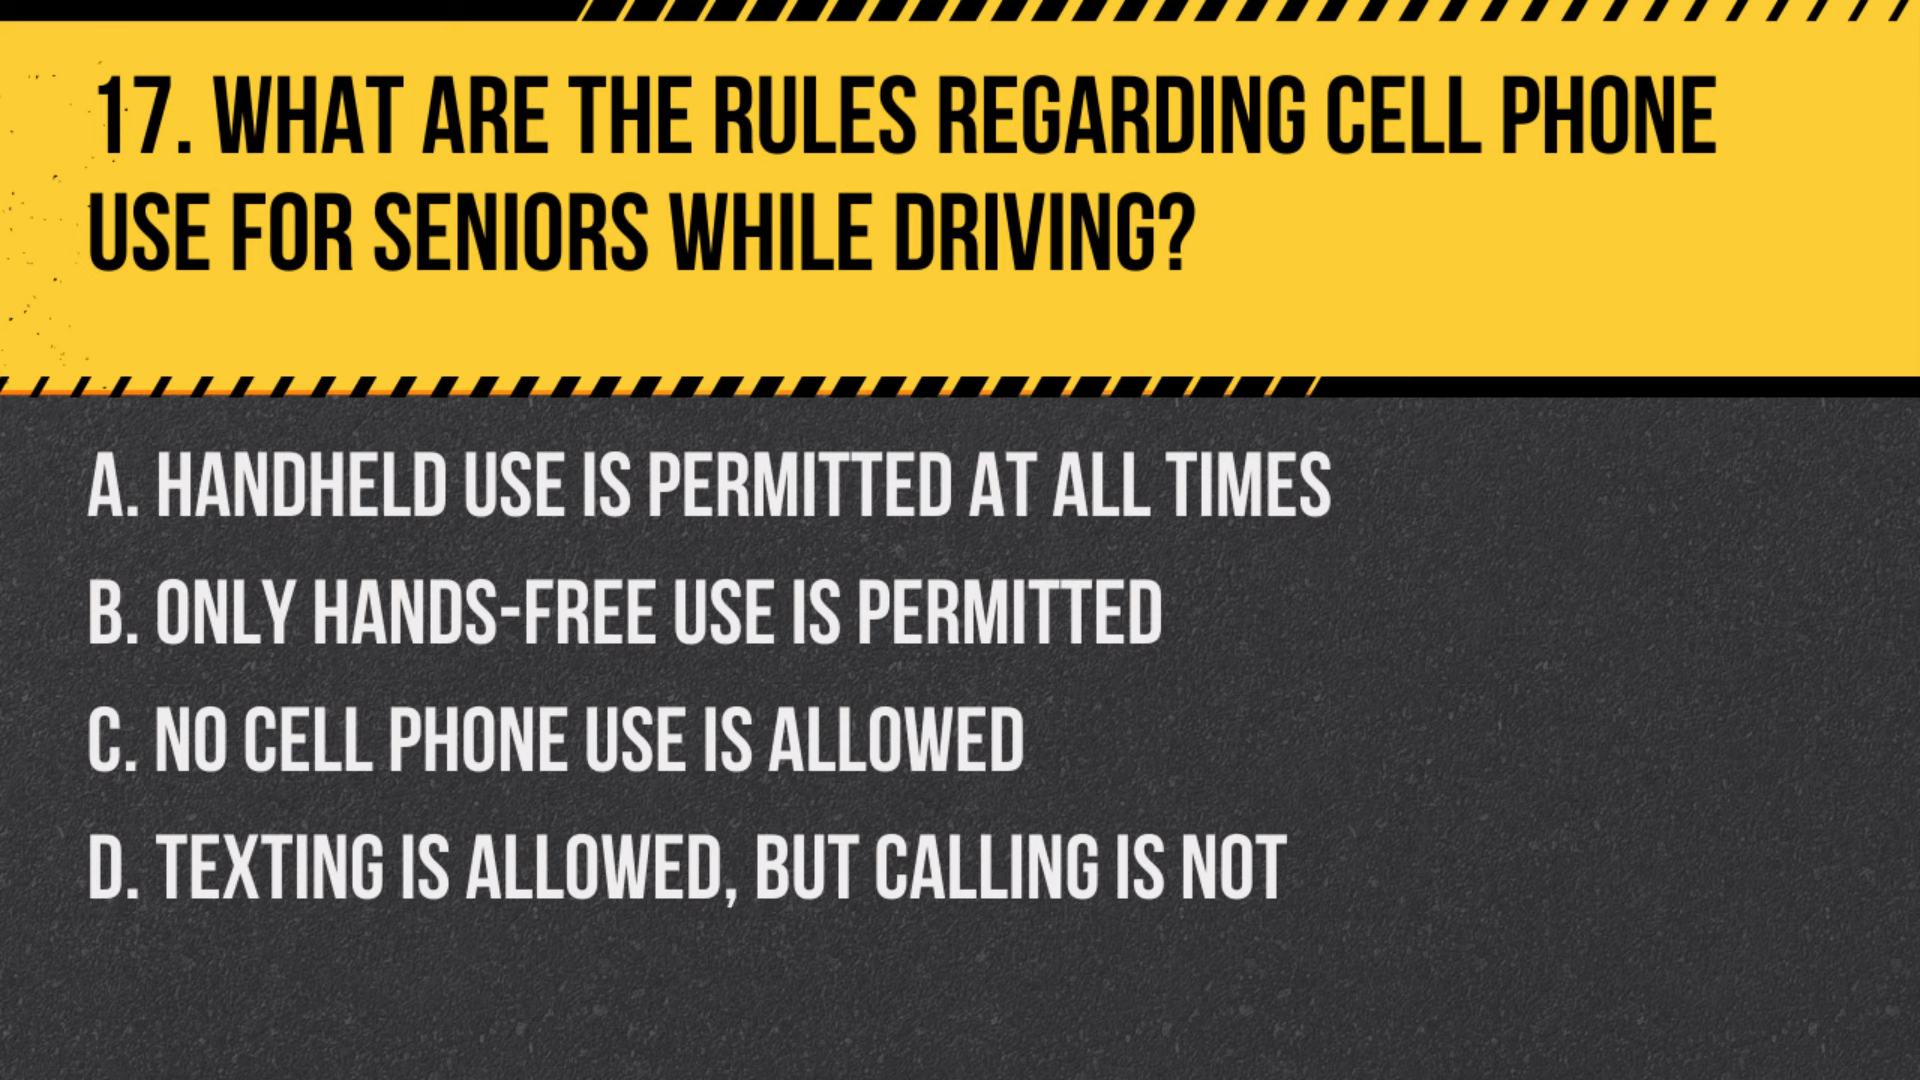 17. WHAT ARE THE RULES REGARDING CELL PHONE
USE FOR SENIORS WHILE DRIVING?
A. HANDHELD USE IS PERMITTED AT ALL TIMES
B. ONLY HANDS-FREE USE IS PERMITTED
C. NO CELL PHONE USE IS ALLOWED
D. TEXTING IS ALLOWED, BUT CALLING IS NOT